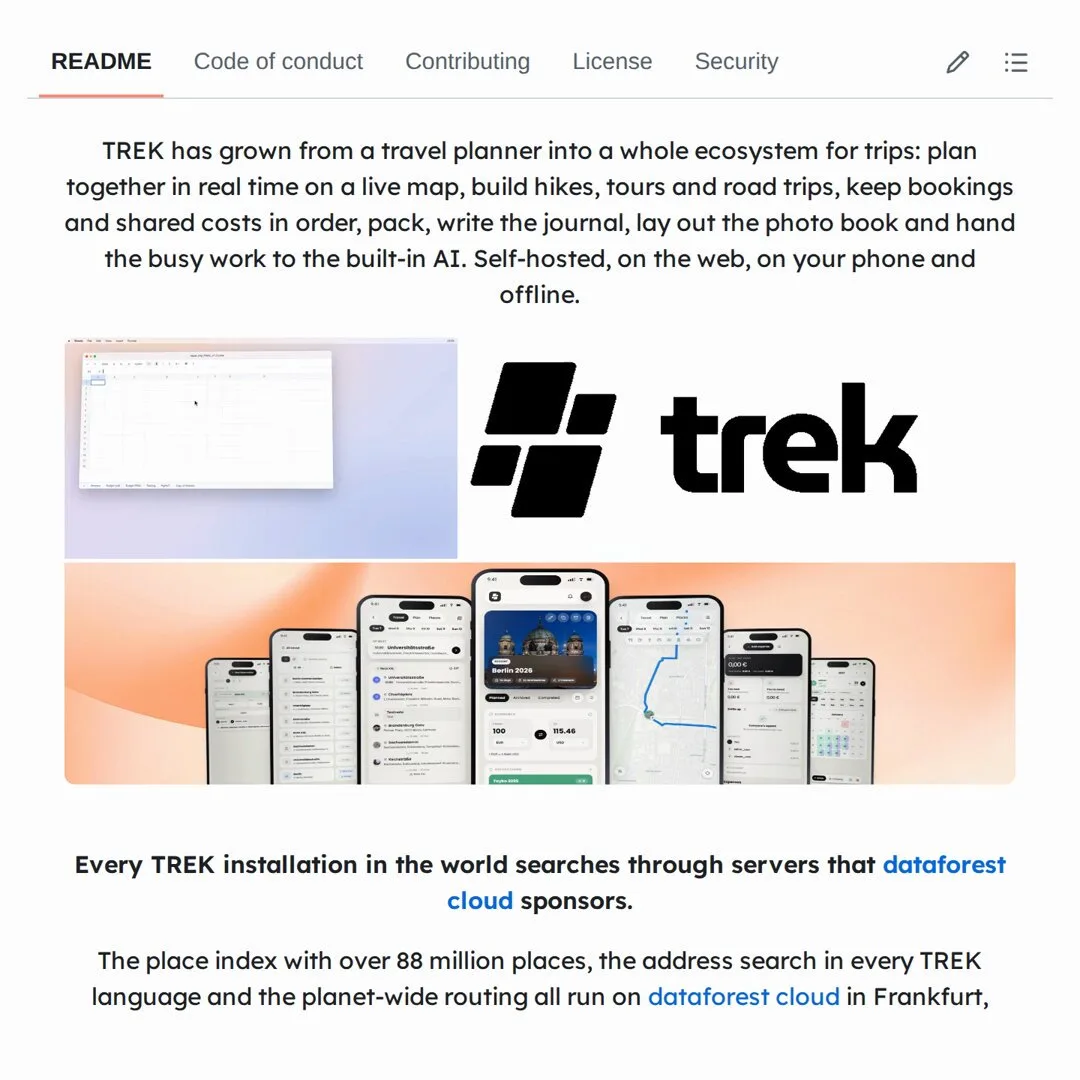 README Code of conduct Contributing License Security
TREK has grown from a travel planner into a whole ecosystem for trips: plan
together in real time on a live map, build hikes, tours and road trips, keep bookings
and shared costs in order, pack, write the journal, lay out the photo book and hand
the busy work to the built-in AI. Self-hosted, on the web, on your phone and
offline.
trek
9:41
Berlin 2026
100
115.46
0,00 €
Universitätsstraße
Every TREK installation in the world searches through servers that dataforest
cloud sponsors.
The place index with over 88 million places, the address search in every TREK
language and the planet-wide routing all run on dataforest cloud in Frankfurt,